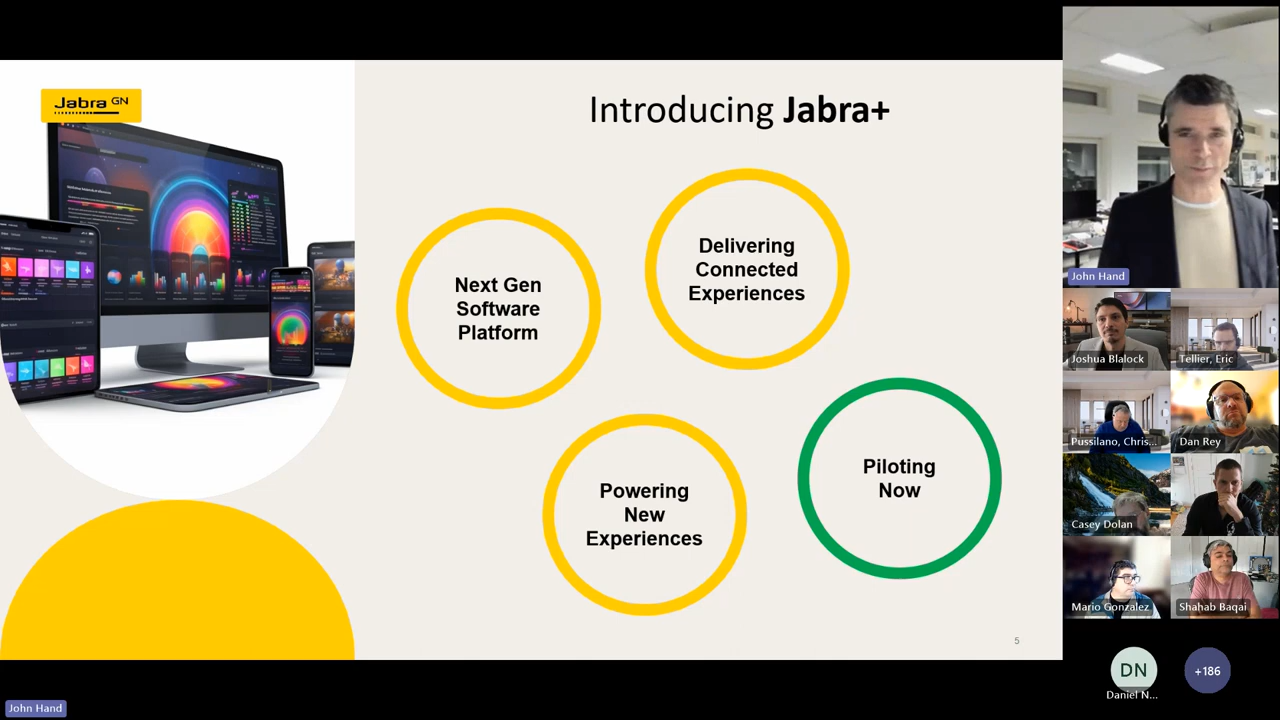 Jabra GN
Introducing Jabra+
Next Gen
Software
Platform
Delivering
Connected
Experiences
Powering
New
Experiences
Piloting
Now
5
John Hand
Joshua Blalock
Tellier, Eric
Pussilano, Chris...
Dan Rey
Casey Dolan
Mario Gonzalez
Shahab Baqai
DN
Daniel N...
+186
John Hand